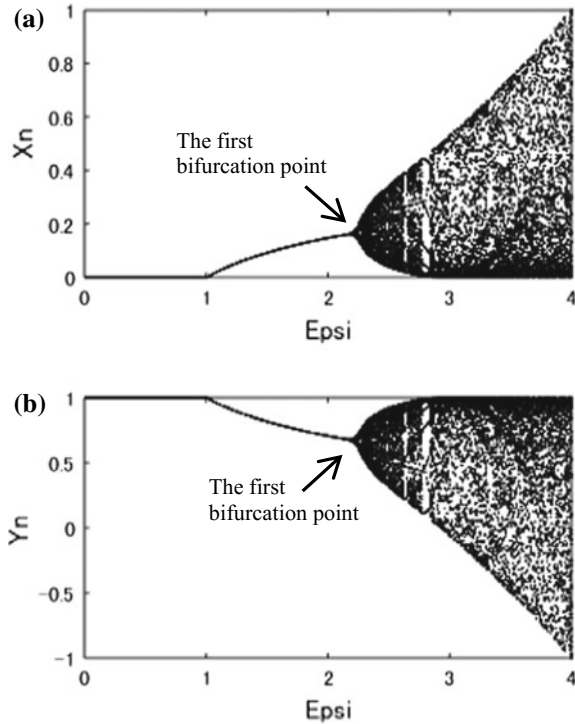 (a)
1
0.8
0.6
0.4
0.2
0
Xn
The first
bifurcation point
0 1 2 3 4
Epsi
(b)
1
0.5
0
−0.5
−1
Yn
The first
bifurcation point
0 1 2 3 4
Epsi